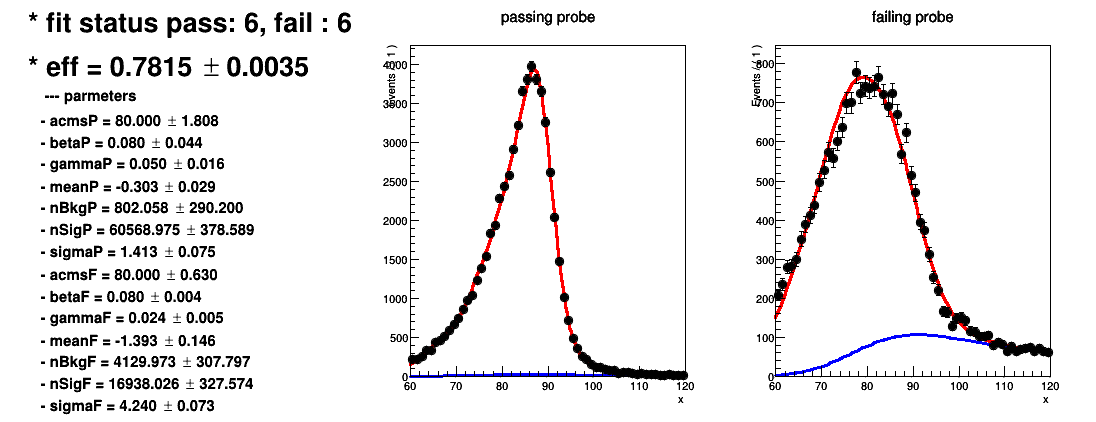 * fit status pass: 6, fail : 6
* eff = 0.7815 ± 0.0035
--- parmeters
- acmsP = 80.000 ± 1.808
- betaP = 0.080 ± 0.044
- gammaP = 0.050 ± 0.016
- meanP = -0.303 ± 0.029
- nBkgP = 802.058 ± 290.200
- nSigP = 60568.975 ± 378.589
- sigmaP = 1.413 ± 0.075
- acmsF = 80.000 ± 0.630
- betaF = 0.080 ± 0.004
- gammaF = 0.024 ± 0.005
- meanF = -1.393 ± 0.146
- nBkgF = 4129.973 ± 307.797
- nSigF = 16938.026 ± 327.574
- sigmaF = 4.240 ± 0.073
passing probe
Events / ( 1 )
4000
3500
3000
2500
2000
1500
1000
500
0
60 70 80 90 100 110 120
x
failing probe
Events / ( 1 )
800
700
600
500
400
300
200
100
0
60 70 80 90 100 110 120
x